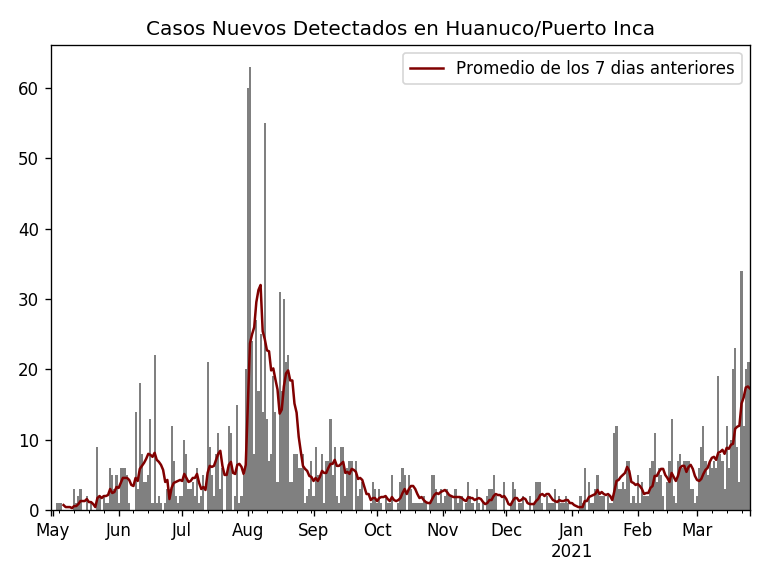 Casos Nuevos Detectados en Huanuco/Puerto Inca
Promedio de los 7 dias anteriores
60
50
40
30
20
10
0
May Jun Jul Aug Sep Oct Nov Dec Jan Feb Mar
2021